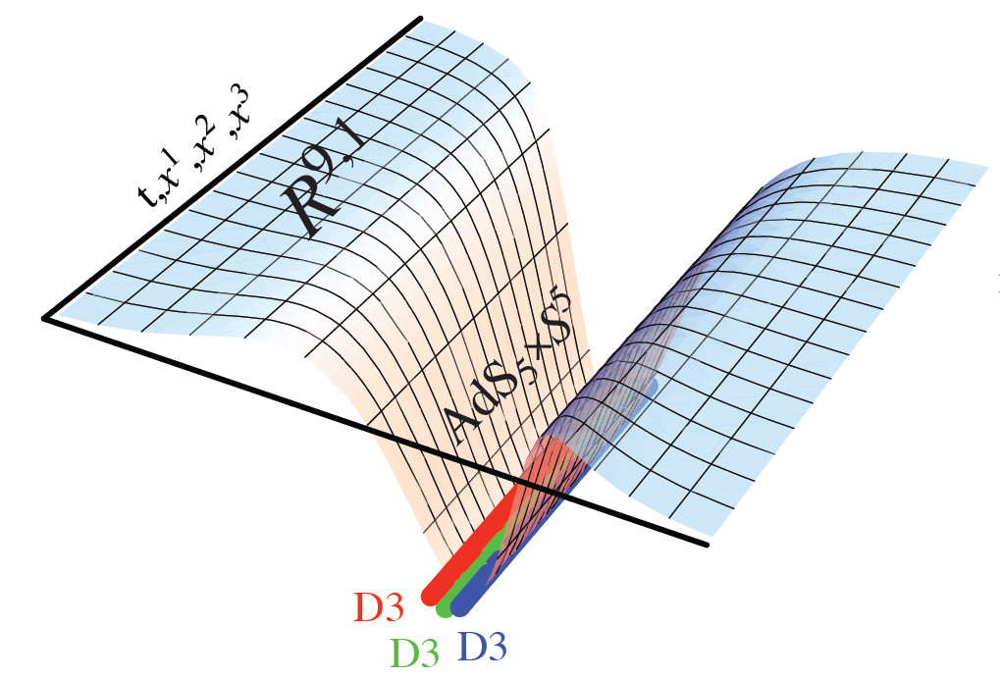 t,x¹,x²,x³
R⁹,¹
AdS₅×S⁵
D3
D3
D3